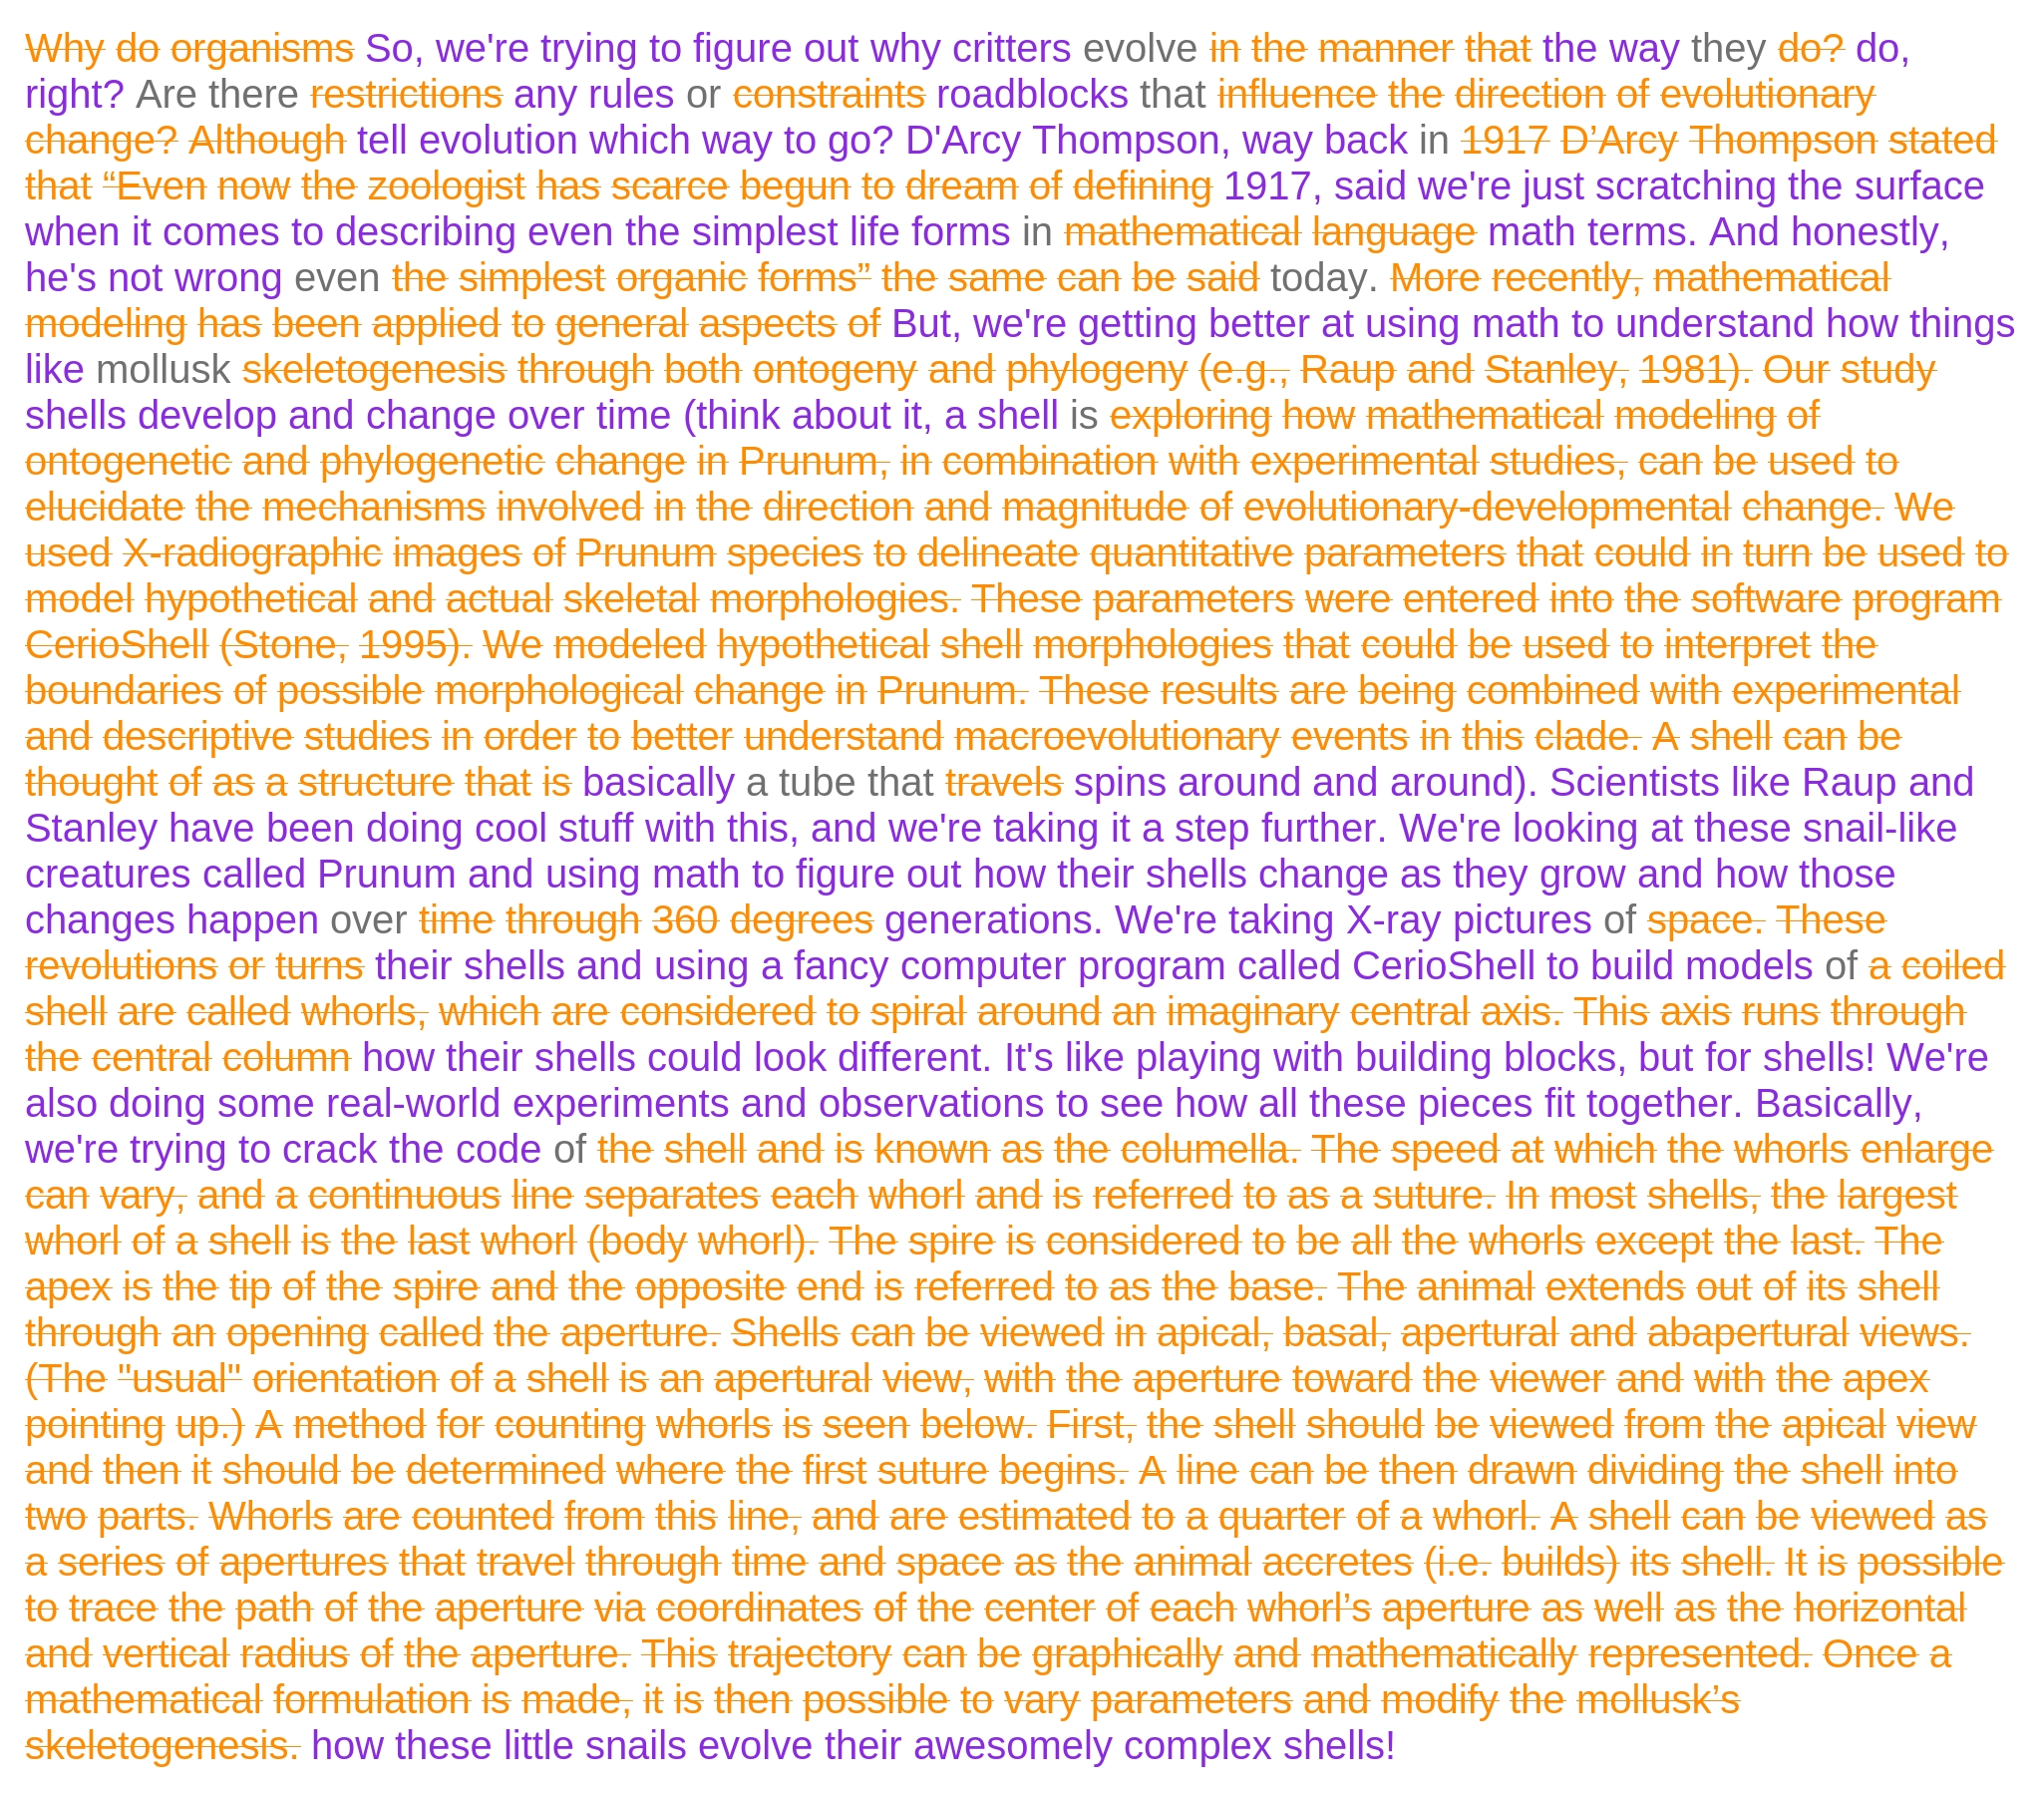 Why do organisms So, we're trying to figure out why critters evolve in the manner that the way they do? do,
right? Are there restrictions any rules or constraints roadblocks that influence the direction of evolutionary
change? Although tell evolution which way to go? D'Arcy Thompson, way back in 1917 D’Arcy Thompson stated
that “Even now the zoologist has scarce begun to dream of defining 1917, said we're just scratching the surface
when it comes to describing even the simplest life forms in mathematical language math terms. And honestly,
he's not wrong even the simplest organic forms” the same can be said today. More recently, mathematical
modeling has been applied to general aspects of But, we're getting better at using math to understand how things
like mollusk skeletogenesis through both ontogeny and phylogeny (e.g., Raup and Stanley, 1981). Our study
shells develop and change over time (think about it, a shell is exploring how mathematical modeling of
ontogenetic and phylogenetic change in Prunum, in combination with experimental studies, can be used to
elucidate the mechanisms involved in the direction and magnitude of evolutionary-developmental change. We
used X-radiographic images of Prunum species to delineate quantitative parameters that could in turn be used to
model hypothetical and actual skeletal morphologies. These parameters were entered into the software program
CerioShell (Stone, 1995). We modeled hypothetical shell morphologies that could be used to interpret the
boundaries of possible morphological change in Prunum. These results are being combined with experimental
and descriptive studies in order to better understand macroevolutionary events in this clade. A shell can be
thought of as a structure that is basically a tube that travels spins around and around). Scientists like Raup and
Stanley have been doing cool stuff with this, and we're taking it a step further. We're looking at these snail-like
creatures called Prunum and using math to figure out how their shells change as they grow and how those
changes happen over time through 360 degrees generations. We're taking X-ray pictures of space. These
revolutions or turns their shells and using a fancy computer program called CerioShell to build models of a coiled
shell are called whorls, which are considered to spiral around an imaginary central axis. This axis runs through
the central column how their shells could look different. It's like playing with building blocks, but for shells! We're
also doing some real-world experiments and observations to see how all these pieces fit together. Basically,
we're trying to crack the code of the shell and is known as the columella. The speed at which the whorls enlarge
can vary, and a continuous line separates each whorl and is referred to as a suture. In most shells, the largest
whorl of a shell is the last whorl (body whorl). The spire is considered to be all the whorls except the last. The
apex is the tip of the spire and the opposite end is referred to as the base. The animal extends out of its shell
through an opening called the aperture. Shells can be viewed in apical, basal, apertural and abapertural views.
(The "usual" orientation of a shell is an apertural view, with the aperture toward the viewer and with the apex
pointing up.) A method for counting whorls is seen below. First, the shell should be viewed from the apical view
and then it should be determined where the first suture begins. A line can be then drawn dividing the shell into
two parts. Whorls are counted from this line, and are estimated to a quarter of a whorl. A shell can be viewed as
a series of apertures that travel through time and space as the animal accretes (i.e. builds) its shell. It is possible
to trace the path of the aperture via coordinates of the center of each whorl’s aperture as well as the horizontal
and vertical radius of the aperture. This trajectory can be graphically and mathematically represented. Once a
mathematical formulation is made, it is then possible to vary parameters and modify the mollusk’s
skeletogenesis. how these little snails evolve their awesomely complex shells!